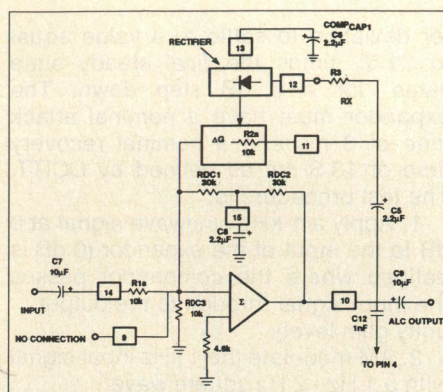 COMPCAP1
C6
2.2µF
RECTIFIER
13
12
R3
RX
ΔG
R2a
10k
11
RDC1
30k
RDC2
30k
15
C8
2.2µF
C5
2.2µF
C7
10µF
INPUT
14
R1a
10k
NO CONNECTION
9
RDC3
10k
Σ
4.6k
10
C9
10µF
ALC OUTPUT
C12
1nF
TO PIN 4